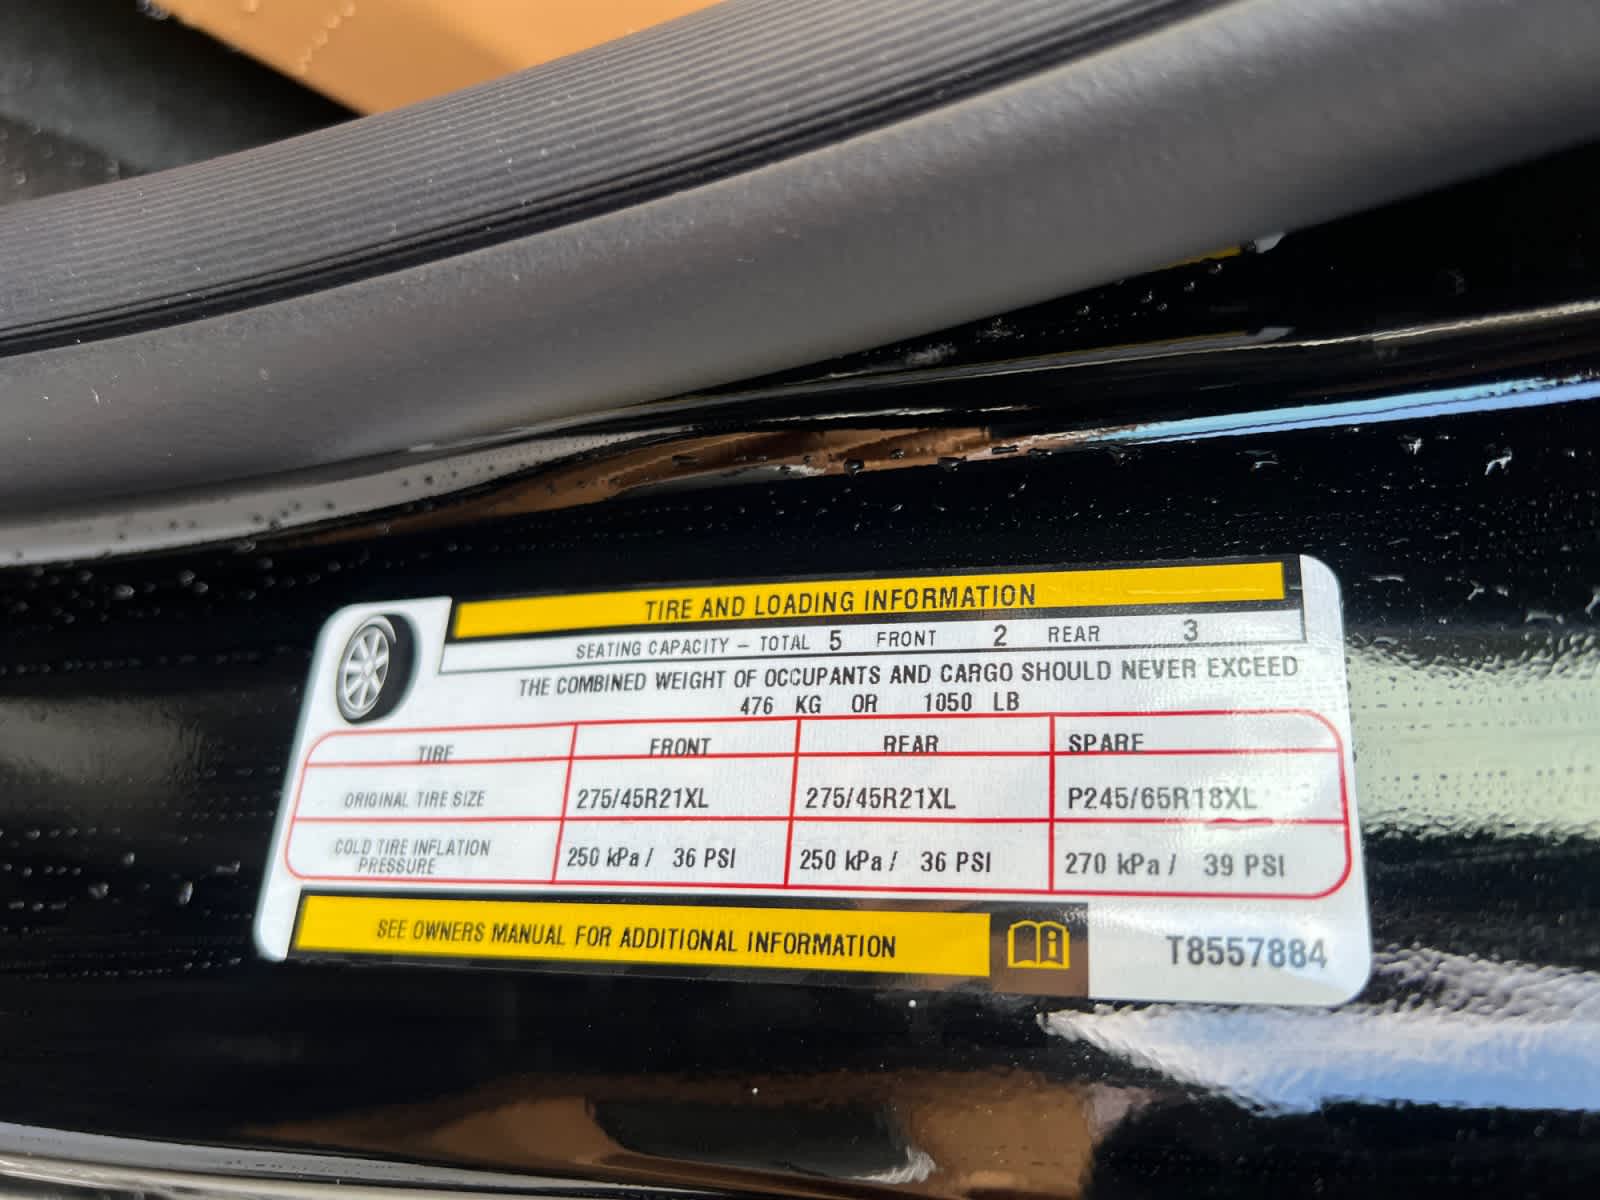 TIRE AND LOADING INFORMATION
SEATING CAPACITY – TOTAL 5 FRONT 2 REAR 3
THE COMBINED WEIGHT OF OCCUPANTS AND CARGO SHOULD NEVER EXCEED
476 KG OR 1050 LB
TIRE FRONT REAR SPARE
ORIGINAL TIRE SIZE 275/45R21XL 275/45R21XL P245/65R18XL
COLD TIRE INFLATION
PRESSURE 250 kPa / 36 PSI 250 kPa / 36 PSI 270 kPa / 39 PSI
SEE OWNERS MANUAL FOR ADDITIONAL INFORMATION
T8557884